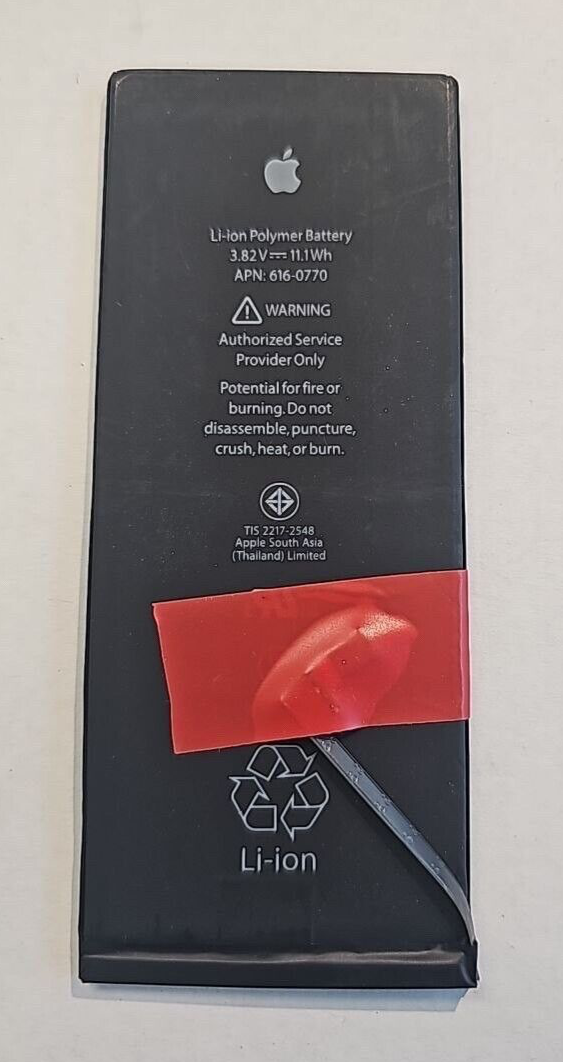 Li-ion Polymer Battery
3.82V⎓11.1Wh
APN: 616-0770
WARNING
Authorized Service
Provider Only
Potential for fire or
burning. Do not
disassemble, puncture,
crush, heat, or burn.
TIS 2217-2548
Apple South Asia
(Thailand) Limited
Li-ion